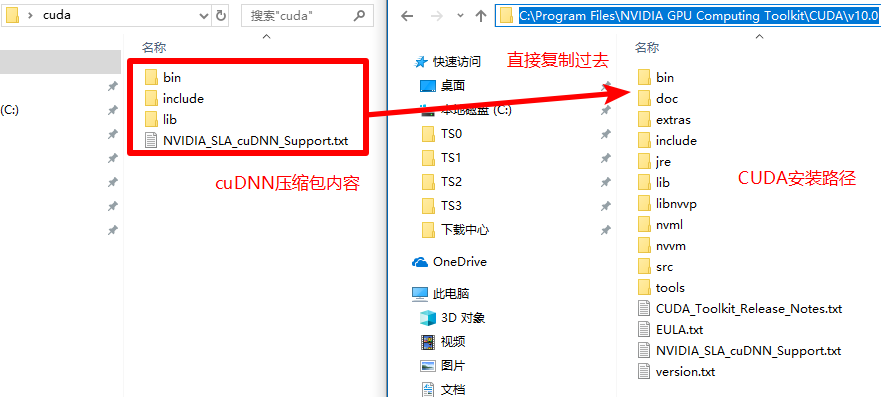 cuda
搜索"cuda"
名称
bin
include
lib
NVIDIA_SLA_cuDNN_Support.txt
(C:)
cuDNN压缩包内容
C:\Program Files\NVIDIA GPU Computing Toolkit\CUDA\v10.0
快速访问
直接复制过去
桌面
本地磁盘 (C:)
TS0
TS1
TS2
TS3
下载中心
OneDrive
此电脑
3D 对象
视频
图片
文档
名称
bin
doc
extras
include
jre
lib
libnvvp
nvml
nvvm
src
tools
CUDA_Toolkit_Release_Notes.txt
EULA.txt
NVIDIA_SLA_cuDNN_Support.txt
version.txt
CUDA安装路径